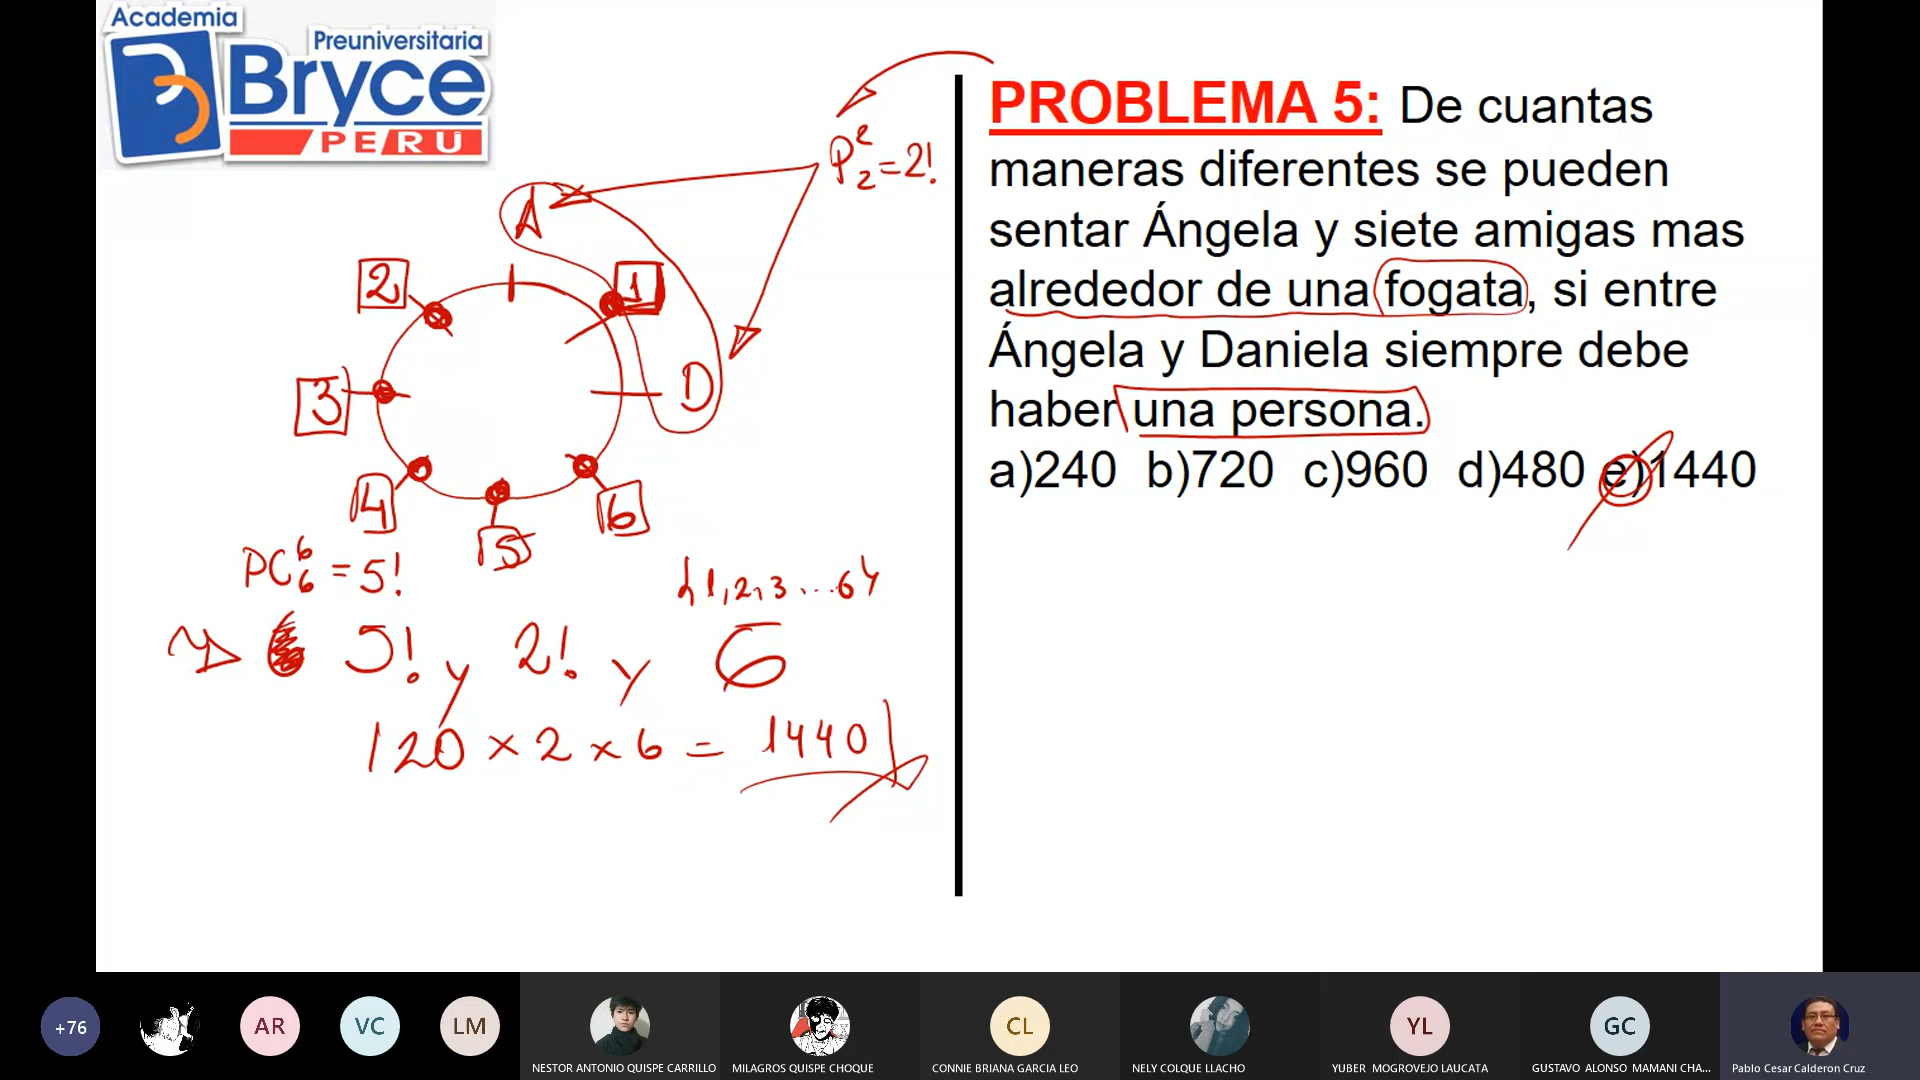 Academia
Preuniversitaria
Bryce
PERÚ
PROBLEMA 5: De cuantas
maneras diferentes se pueden
sentar Ángela y siete amigas mas
alrededor de una fogata, si entre
Ángela y Daniela siempre debe
haber una persona.
a)240 b)720 c)960 d)480 e)1440
P₂² = 2!
A
1
2
3
D
4
5
6
PC₆⁶ = 5!
{1,2,3...6}
5! y 2! y 6
120 × 2 × 6 = 1440
+76
AR
VC
LM
NESTOR ANTONIO QUISPE CARRILLO
MILAGROS QUISPE CHOQUE
CL
CONNIE BRIANA GARCIA LEO
NELY COLQUE LLACHO
YL
YUBER MOGROVEJO LAUCATA
GC
GUSTAVO ALONSO MAMANI CHA...
Pablo Cesar Calderon Cruz